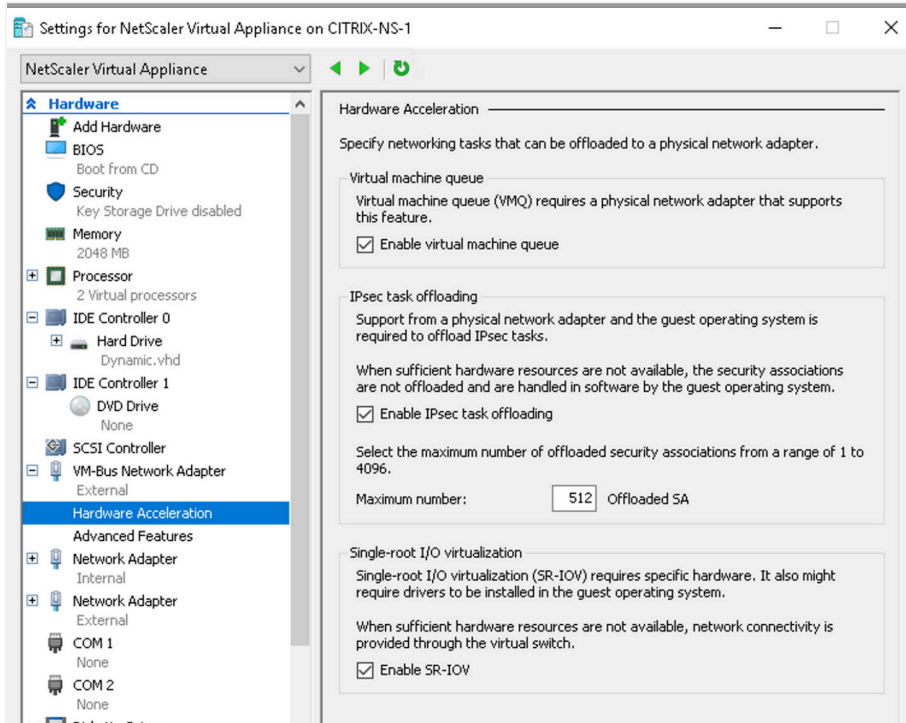 Settings for NetScaler Virtual Appliance on CITRIX-NS-1
NetScaler Virtual Appliance
Hardware
Add Hardware
BIOS
Boot from CD
Security
Key Storage Drive disabled
Memory
2048 MB
Processor
2 Virtual processors
IDE Controller 0
Hard Drive
Dynamic.vhd
IDE Controller 1
DVD Drive
None
SCSI Controller
VM-Bus Network Adapter
External
Hardware Acceleration
Advanced Features
Network Adapter
Internal
Network Adapter
External
COM 1
None
COM 2
None
Hardware Acceleration
Specify networking tasks that can be offloaded to a physical network adapter.
Virtual machine queue
Virtual machine queue (VMQ) requires a physical network adapter that supports
this feature.
Enable virtual machine queue
IPsec task offloading
Support from a physical network adapter and the guest operating system is
required to offload IPsec tasks.
When sufficient hardware resources are not available, the security associations
are not offloaded and are handled in software by the guest operating system.
Enable IPsec task offloading
Select the maximum number of offloaded security associations from a range of 1 to
4096.
Maximum number: 512 Offloaded SA
Single-root I/O virtualization
Single-root I/O virtualization (SR-IOV) requires specific hardware. It also might
require drivers to be installed in the guest operating system.
When sufficient hardware resources are not available, network connectivity is
provided through the virtual switch.
Enable SR-IOV